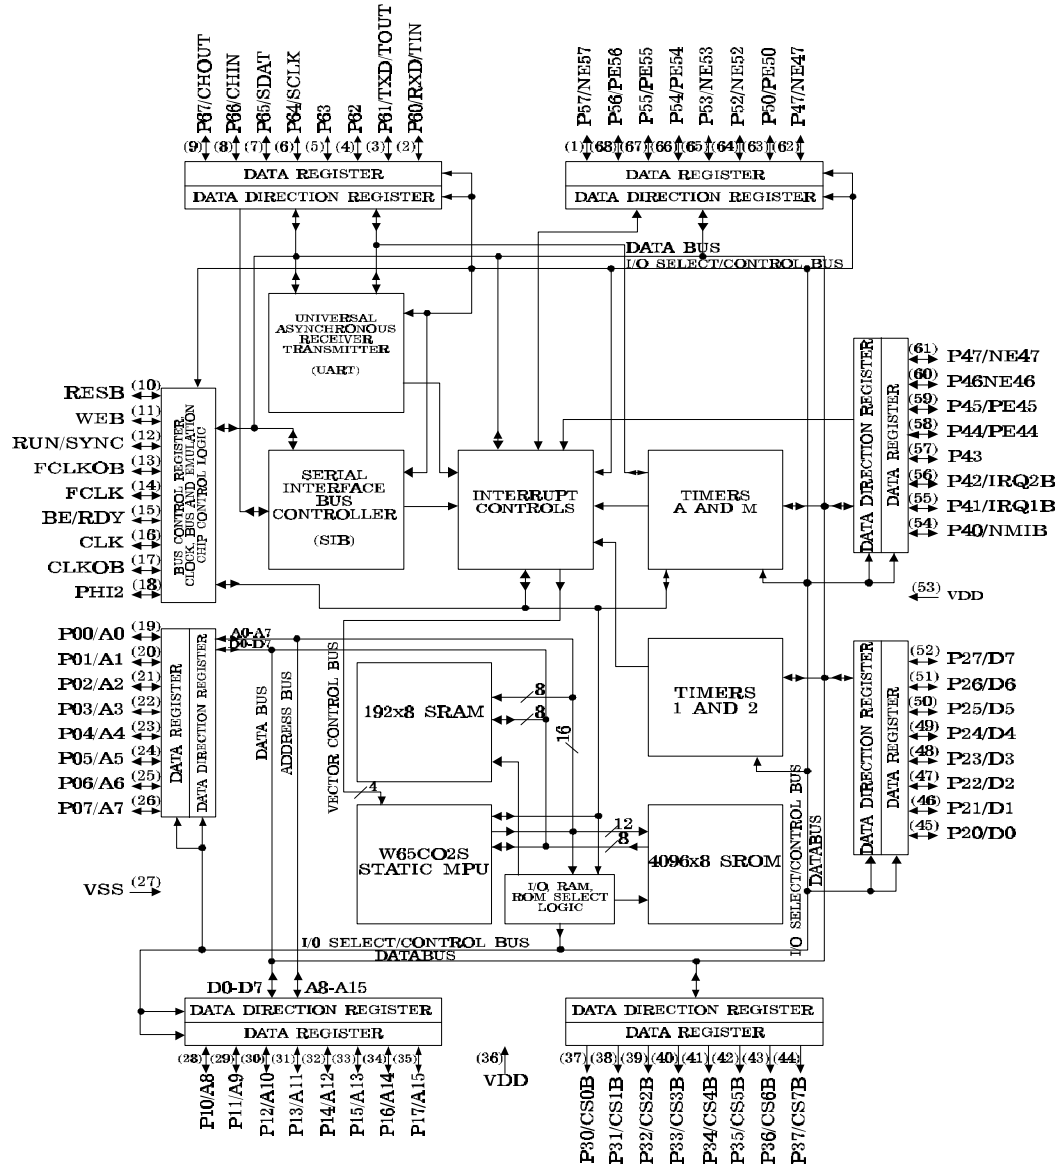 P67/CHOUT
P66/CHIN
P65/SDAT
P64/SCLK
P63
P62
P61/TXD/TOUT
P60/RXD/TIN
P57/NE57
P56/PE56
P55/PE55
P54/PE54
P53/NE53
P52/NE52
P50/PE50
P47/NE47
(9) (8) (7) (6) (5) (4) (3) (2)
(1) (68) (67) (66) (65) (64) (63) (62)
DATA REGISTER
DATA DIRECTION REGISTER
DATA REGISTER
DATA DIRECTION REGISTER
DATA BUS
I/O SELECT/CONTROL BUS
UNIVERSAL
ASYNCHRONOUS
RECEIVER
TRANSMITTER
(UART)
RESB (10)
WEB (11)
RUN/SYNC (12)
FCLKOB (13)
FCLK (14)
BE/RDY (15)
CLK (16)
CLKOB (17)
PHI2 (18)
BUS CONTROL REGISTER,
CLOCK, BUS AND EMULATION
CHIP CONTROL LOGIC
SERIAL
INTERFACE
BUS
CONTROLLER
(SIB)
INTERRUPT
CONTROLS
TIMERS
A AND M
DATA DIRECTION REGISTER
DATA REGISTER
(61) P47/NE47
(60) P46NE46
(59) P45/PE45
(58) P44/PE44
(57) P43
(56) P42/IRQ2B
(55) P41/IRQ1B
(54) P40/NMIB
(53) VDD
P00/A0 (19)
P01/A1 (20)
P02/A2 (21)
P03/A3 (22)
P04/A4 (23)
P05/A5 (24)
P06/A6 (25)
P07/A7 (26)
VSS (27)
DATA REGISTER
DATA DIRECTION REGISTER
A0-A7
D0-D7
DATA BUS
ADDRESS BUS
VECTOR CONTROL BUS
192x8 SRAM
8
8
16
4
TIMERS
1 AND 2
W65CO2S
STATIC MPU
12
8
4096x8 SROM
I/O, RAM,
ROM SELECT
LOGIC
I/O SELECT/CONTROL BUS
DATABUS
DATA DIRECTION REGISTER
DATA REGISTER
(52) P27/D7
(51) P26/D6
(50) P25/D5
(49) P24/D4
(48) P23/D3
(47) P22/D2
(46) P21/D1
(45) P20/D0
I/0 SELECT/CONTROL BUS
DATABUS
D0-D7
A8-A15
DATA DIRECTION REGISTER
DATA REGISTER
DATA DIRECTION REGISTER
DATA REGISTER
(28) (29) (30) (31) (32) (33) (34) (35)
(36)
VDD
(37) (38) (39) (40) (41) (42) (43) (44)
P10/A8
P11/A9
P12/A10
P13/A11
P14/A12
P15/A13
P16/A14
P17/A15
P30/CS0B
P31/CS1B
P32/CS2B
P33/CS3B
P34/CS4B
P35/CS5B
P36/CS6B
P37/CS7B